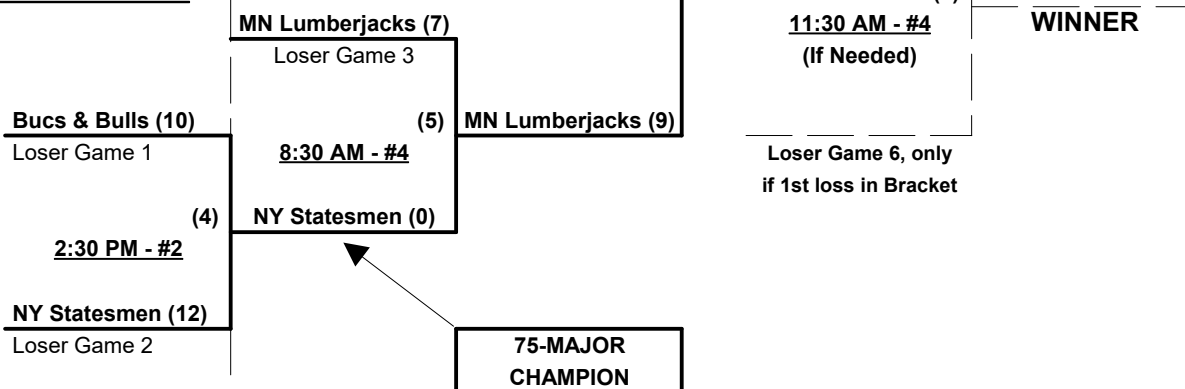 MN Lumberjacks (7)
Loser Game 3
11:30 AM - #4
(If Needed)
WINNER
Bucs & Bulls (10)
Loser Game 1
(5)
8:30 AM - #4
MN Lumberjacks (9)
Loser Game 6, only
if 1st loss in Bracket
(4)
2:30 PM - #2
NY Statesmen (0)
NY Statesmen (12)
Loser Game 2
75-MAJOR
CHAMPION